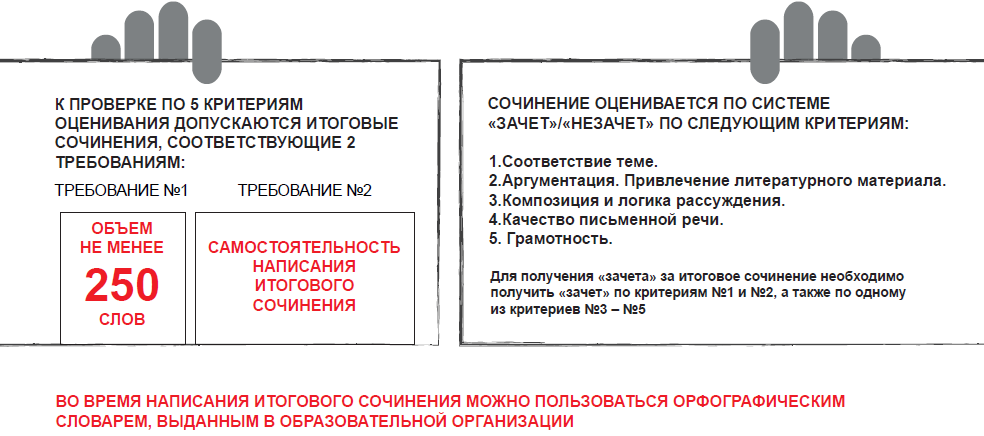 К ПРОВЕРКЕ ПО 5 КРИТЕРИЯМ
ОЦЕНИВАНИЯ ДОПУСКАЮТСЯ ИТОГОВЫЕ
СОЧИНЕНИЯ, СООТВЕТСТВУЮЩИЕ 2
ТРЕБОВАНИЯМ:
ТРЕБОВАНИЕ №1
ТРЕБОВАНИЕ №2
ОБЪЕМ
НЕ МЕНЕЕ
250
СЛОВ
САМОСТОЯТЕЛЬНОСТЬ
НАПИСАНИЯ
ИТОГОВОГО
СОЧИНЕНИЯ
СОЧИНЕНИЕ ОЦЕНИВАЕТСЯ ПО СИСТЕМЕ
«ЗАЧЕТ»/«НЕЗАЧЕТ» ПО СЛЕДУЮЩИМ КРИТЕРИЯМ:
1.Соответствие теме.
2.Аргументация. Привлечение литературного материала.
3.Композиция и логика рассуждения.
4.Качество письменной речи.
5. Грамотность.
Для получения «зачета» за итоговое сочинение необходимо
получить «зачет» по критериям №1 и №2, а также по одному
из критериев №3 – №5
ВО ВРЕМЯ НАПИСАНИЯ ИТОГОВОГО СОЧИНЕНИЯ МОЖНО ПОЛЬЗОВАТЬСЯ ОРФОГРАФИЧЕСКИМ
СЛОВАРЕМ, ВЫДАННЫМ В ОБРАЗОВАТЕЛЬНОЙ ОРГАНИЗАЦИИ